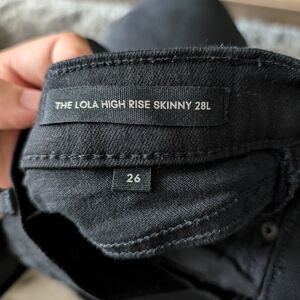 THE LOLA HIGH RISE SKINNY 28L
26